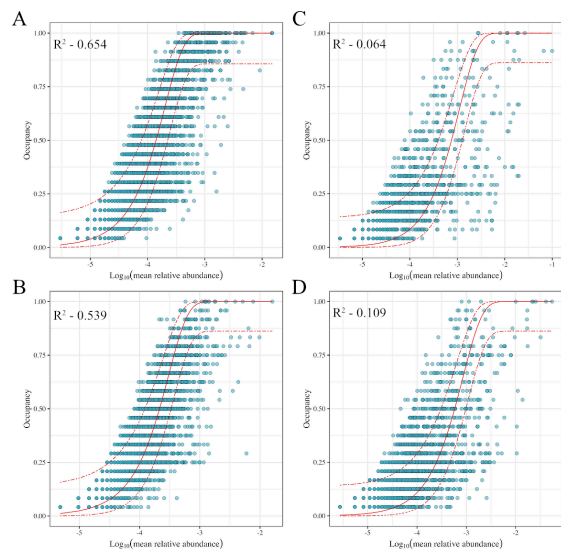 A
R² - 0.654
1.00
0.75
0.50
0.25
0.00
Occupancy
-5
-4
-3
-2
Log₁₀(mean relative abundance)
C
R² - 0.064
1.00
0.75
0.50
0.25
0.00
Occupancy
-5
-4
-3
-2
-1
Log₁₀(mean relative abundance)
B
R² - 0.539
1.00
0.75
0.50
0.25
0.00
Occupancy
-5
-4
-3
-2
Log₁₀(mean relative abundance)
D
R² - 0.109
1.00
0.75
0.50
0.25
0.00
Occupancy
-5
-4
-3
-2
Log₁₀(mean relative abundance)